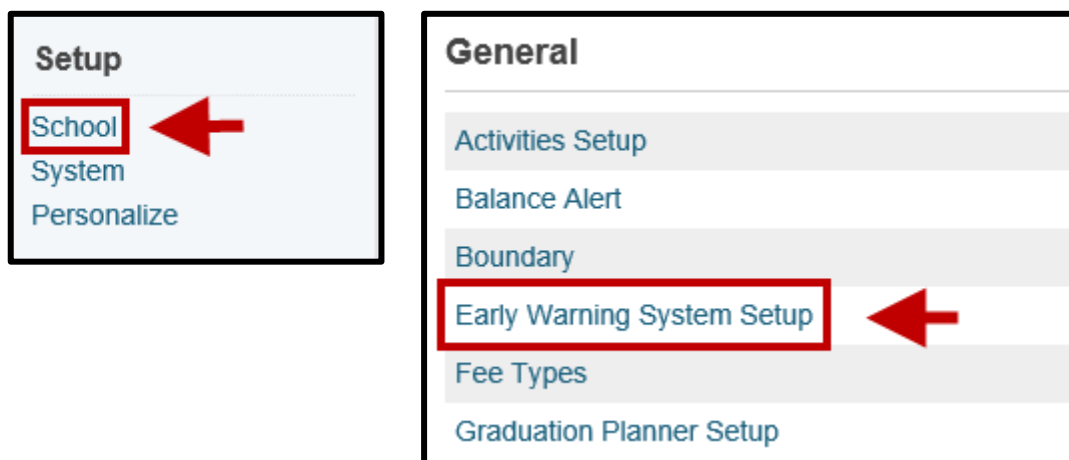 Setup
School
System
Personalize
General
Activities Setup
Balance Alert
Boundary
Early Warning System Setup
Fee Types
Graduation Planner Setup